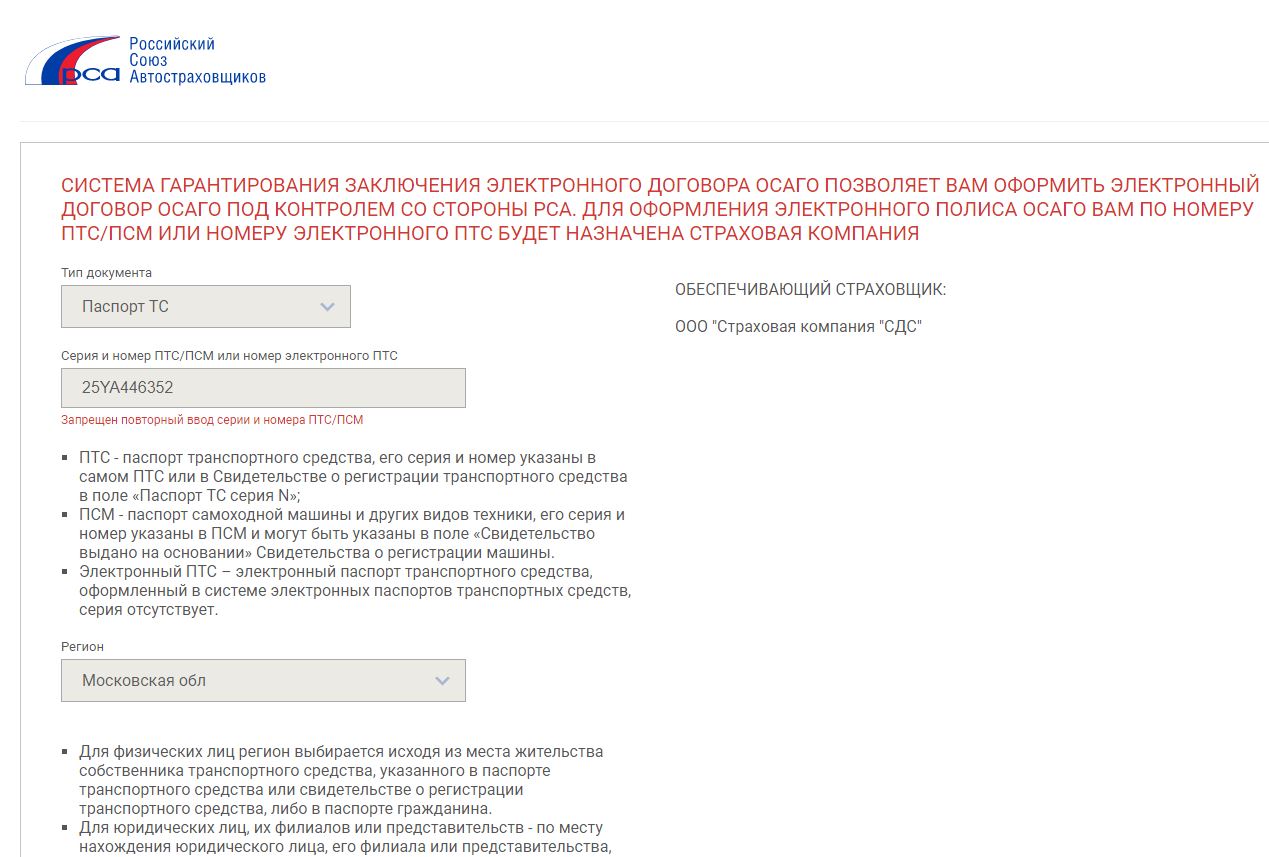 Российский
Союз
Автостраховщиков
рса
СИСТЕМА ГАРАНТИРОВАНИЯ ЗАКЛЮЧЕНИЯ ЭЛЕКТРОННОГО ДОГОВОРА ОСАГО ПОЗВОЛЯЕТ ВАМ ОФОРМИТЬ ЭЛЕКТРОННЫЙ
ДОГОВОР ОСАГО ПОД КОНТРОЛЕМ СО СТОРОНЫ РСА. ДЛЯ ОФОРМЛЕНИЯ ЭЛЕКТРОННОГО ПОЛИСА ОСАГО ВАМ ПО НОМЕРУ
ПТС/ПСМ ИЛИ НОМЕРУ ЭЛЕКТРОННОГО ПТС БУДЕТ НАЗНАЧЕНА СТРАХОВАЯ КОМПАНИЯ
Тип документа
Паспорт ТС
Серия и номер ПТС/ПСМ или номер электронного ПТС
25YA446352
Запрещен повторный ввод серии и номера ПТС/ПСМ
ПТС - паспорт транспортного средства, его серия и номер указаны в
самом ПТС или в Свидетельстве о регистрации транспортного средства
в поле «Паспорт ТС серия N»;
ПСМ - паспорт самоходной машины и других видов техники, его серия и
номер указаны в ПСМ и могут быть указаны в поле «Свидетельство
выдано на основании» Свидетельства о регистрации машины.
Электронный ПТС – электронный паспорт транспортного средства,
оформленный в системе электронных паспортов транспортных средств,
серия отсутствует.
Регион
Московская обл
Для физических лиц регион выбирается исходя из места жительства
собственника транспортного средства, указанного в паспорте
транспортного средства или свидетельстве о регистрации
транспортного средства, либо в паспорте гражданина.
Для юридических лиц, их филиалов или представительств - по месту
нахождения юридического лица, его филиала или представительства,
ОБЕСПЕЧИВАЮЩИЙ СТРАХОВЩИК:
ООО "Страховая компания "СДС"